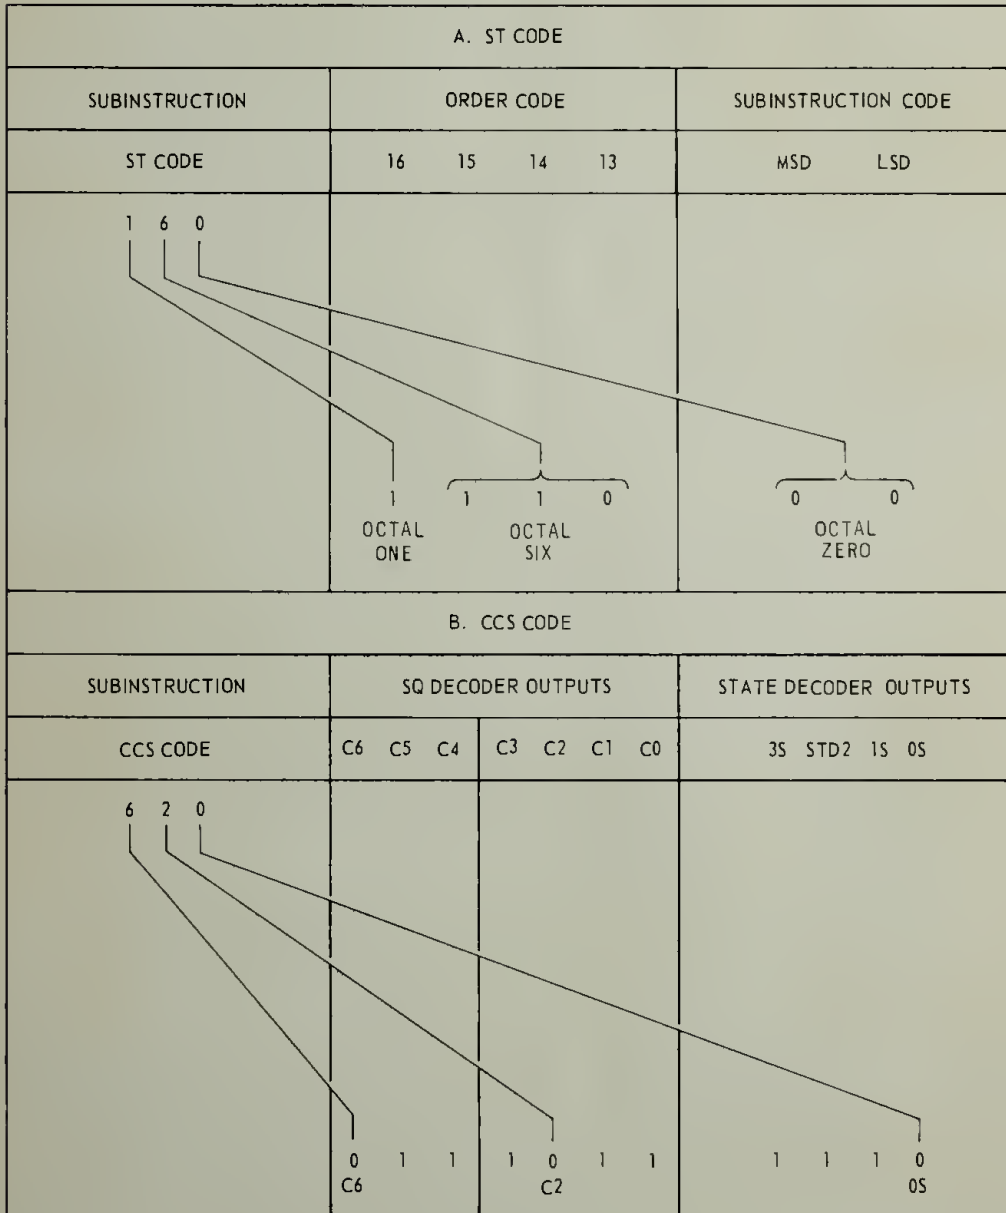 A. ST CODE
SUBINSTRUCTION ORDER CODE SUBINSTRUCTION CODE
ST CODE 16 15 14 13 MSD LSD
1 6 0
1 1 1 0 0 0
OCTAL ONE OCTAL SIX OCTAL ZERO
B. CCS CODE
SUBINSTRUCTION SQ DECODER OUTPUTS STATE DECODER OUTPUTS
CCS CODE C6 C5 C4 C3 C2 C1 C0 3S STD2 1S 0S
6 2 0
0 1 1 1 0 1 1 1 1 1 0
C6 C2 0S